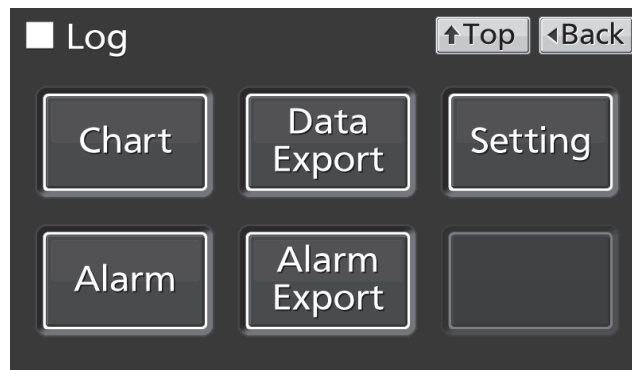 Log
Top
Back
Chart
Data
Export
Setting
Alarm
Alarm
Export